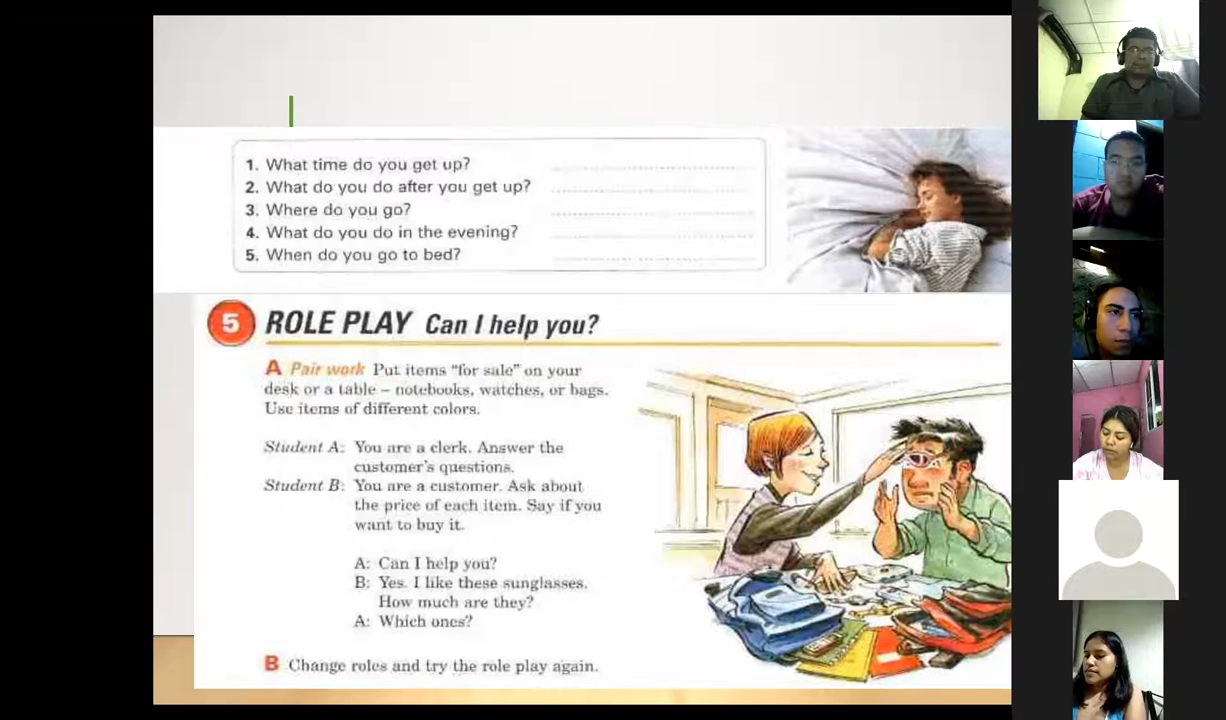 1. What time do you get up?
2. What do you do after you get up?
3. Where do you go?
4. What do you do in the evening?
5. When do you go to bed?
5 ROLE PLAY Can I help you?
A Pair work Put items “for sale” on your
desk or a table – notebooks, watches, or bags.
Use items of different colors.
Student A: You are a clerk. Answer the
customer's questions.
Student B: You are a customer. Ask about
the price of each item. Say if you
want to buy it.
A: Can I help you?
B: Yes. I like these sunglasses.
How much are they?
A: Which ones?
B Change roles and try the role play again.